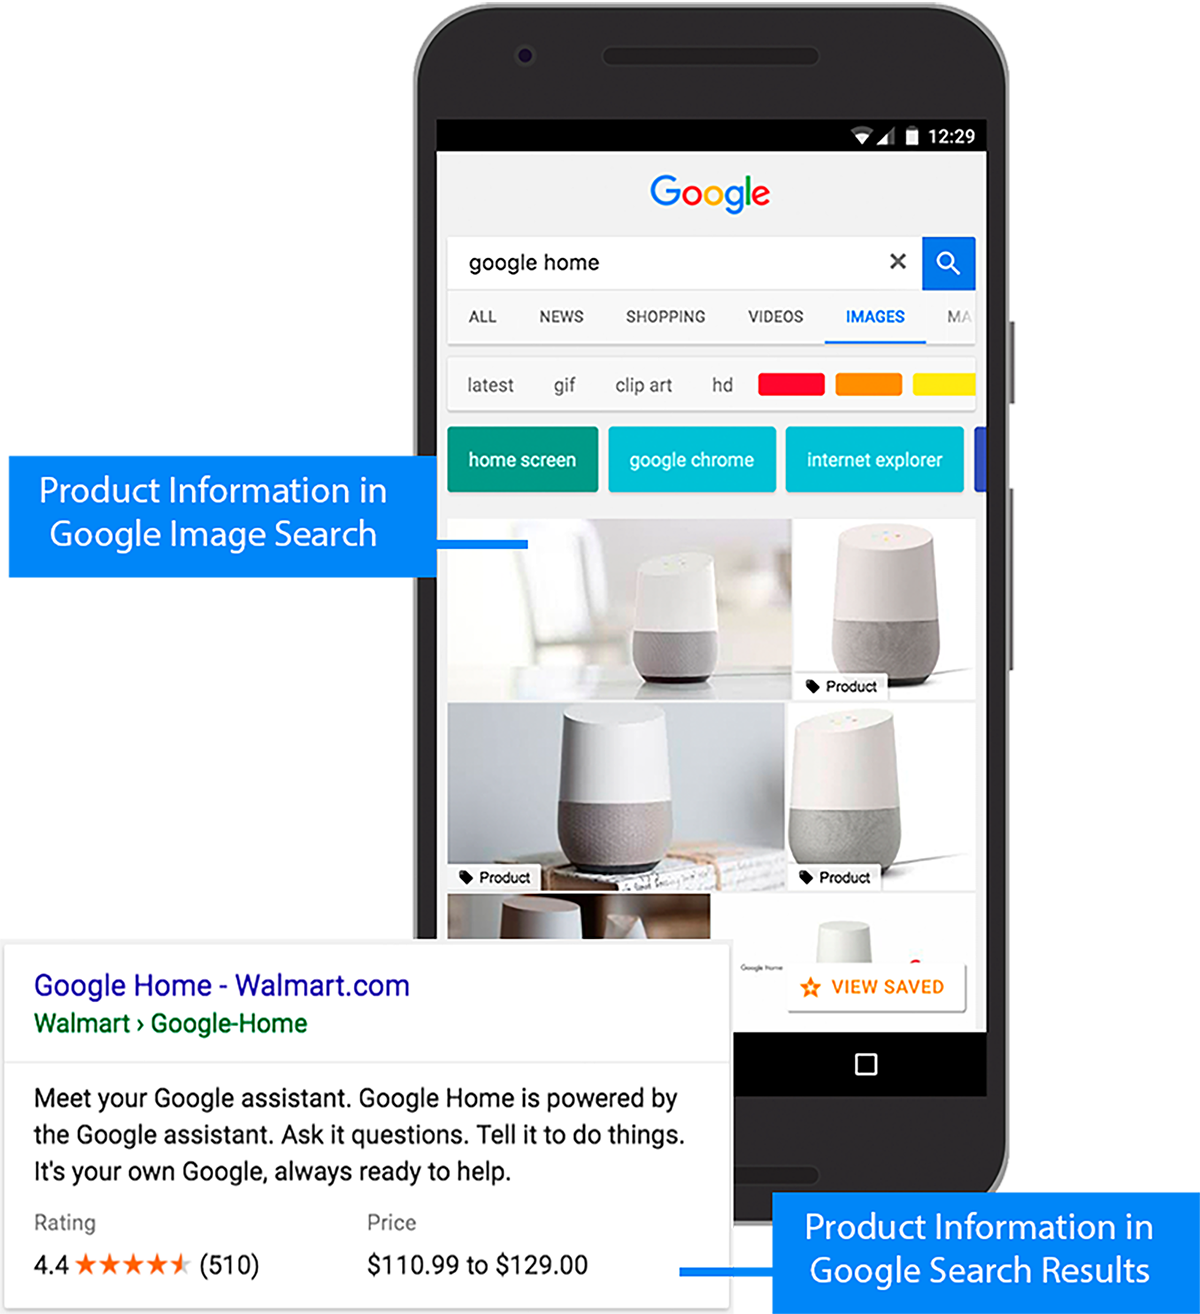 12:29
Google
google home
ALL NEWS SHOPPING VIDEOS IMAGES MA
latest gif clip art hd
home screen google chrome internet explorer
Product Information in
Google Image Search
Product
Product
Product
Google Home
VIEW SAVED
Google Home - Walmart.com
Walmart › Google-Home
Meet your Google assistant. Google Home is powered by
the Google assistant. Ask it questions. Tell it to do things.
It's your own Google, always ready to help.
Rating Price
4.4 (510) $110.99 to $129.00
Product Information in
Google Search Results